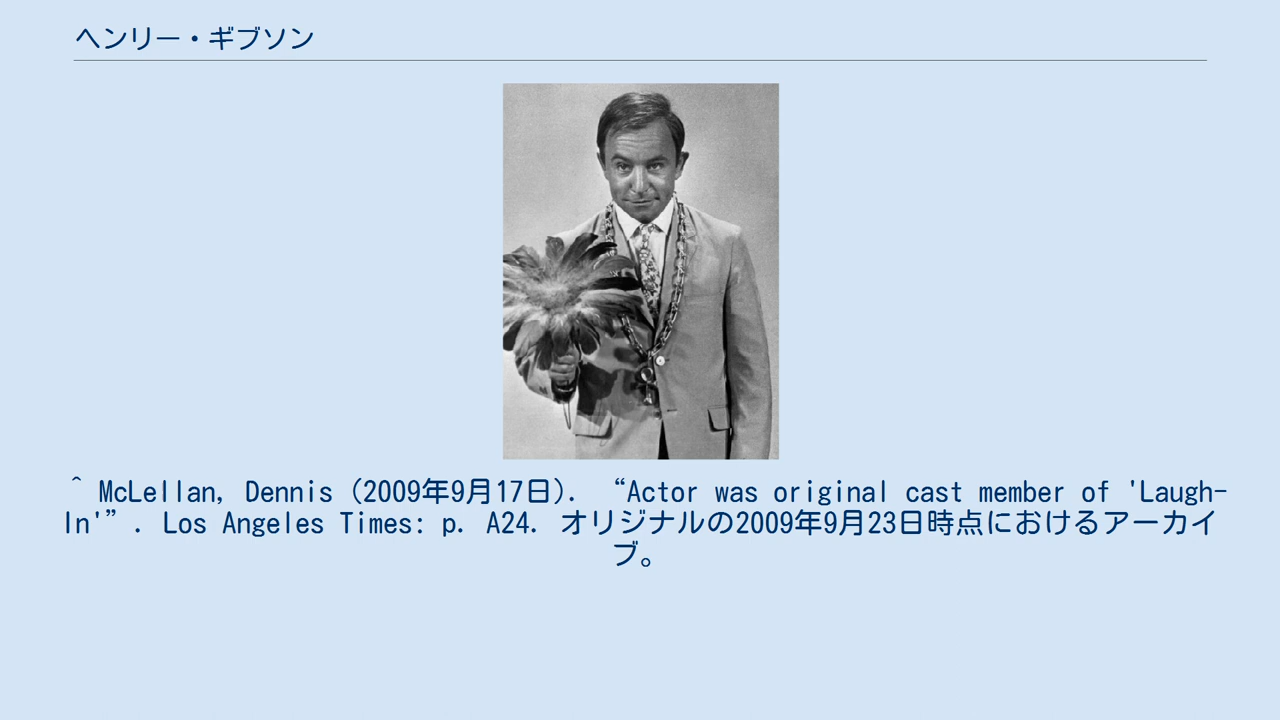 ヘンリー・ギブソン
^ McLellan, Dennis (2009年9月17日). “Actor was original cast member of 'Laugh-
In'”. Los Angeles Times: p. A24. オリジナルの2009年9月23日時点におけるアーカイ
ブ。